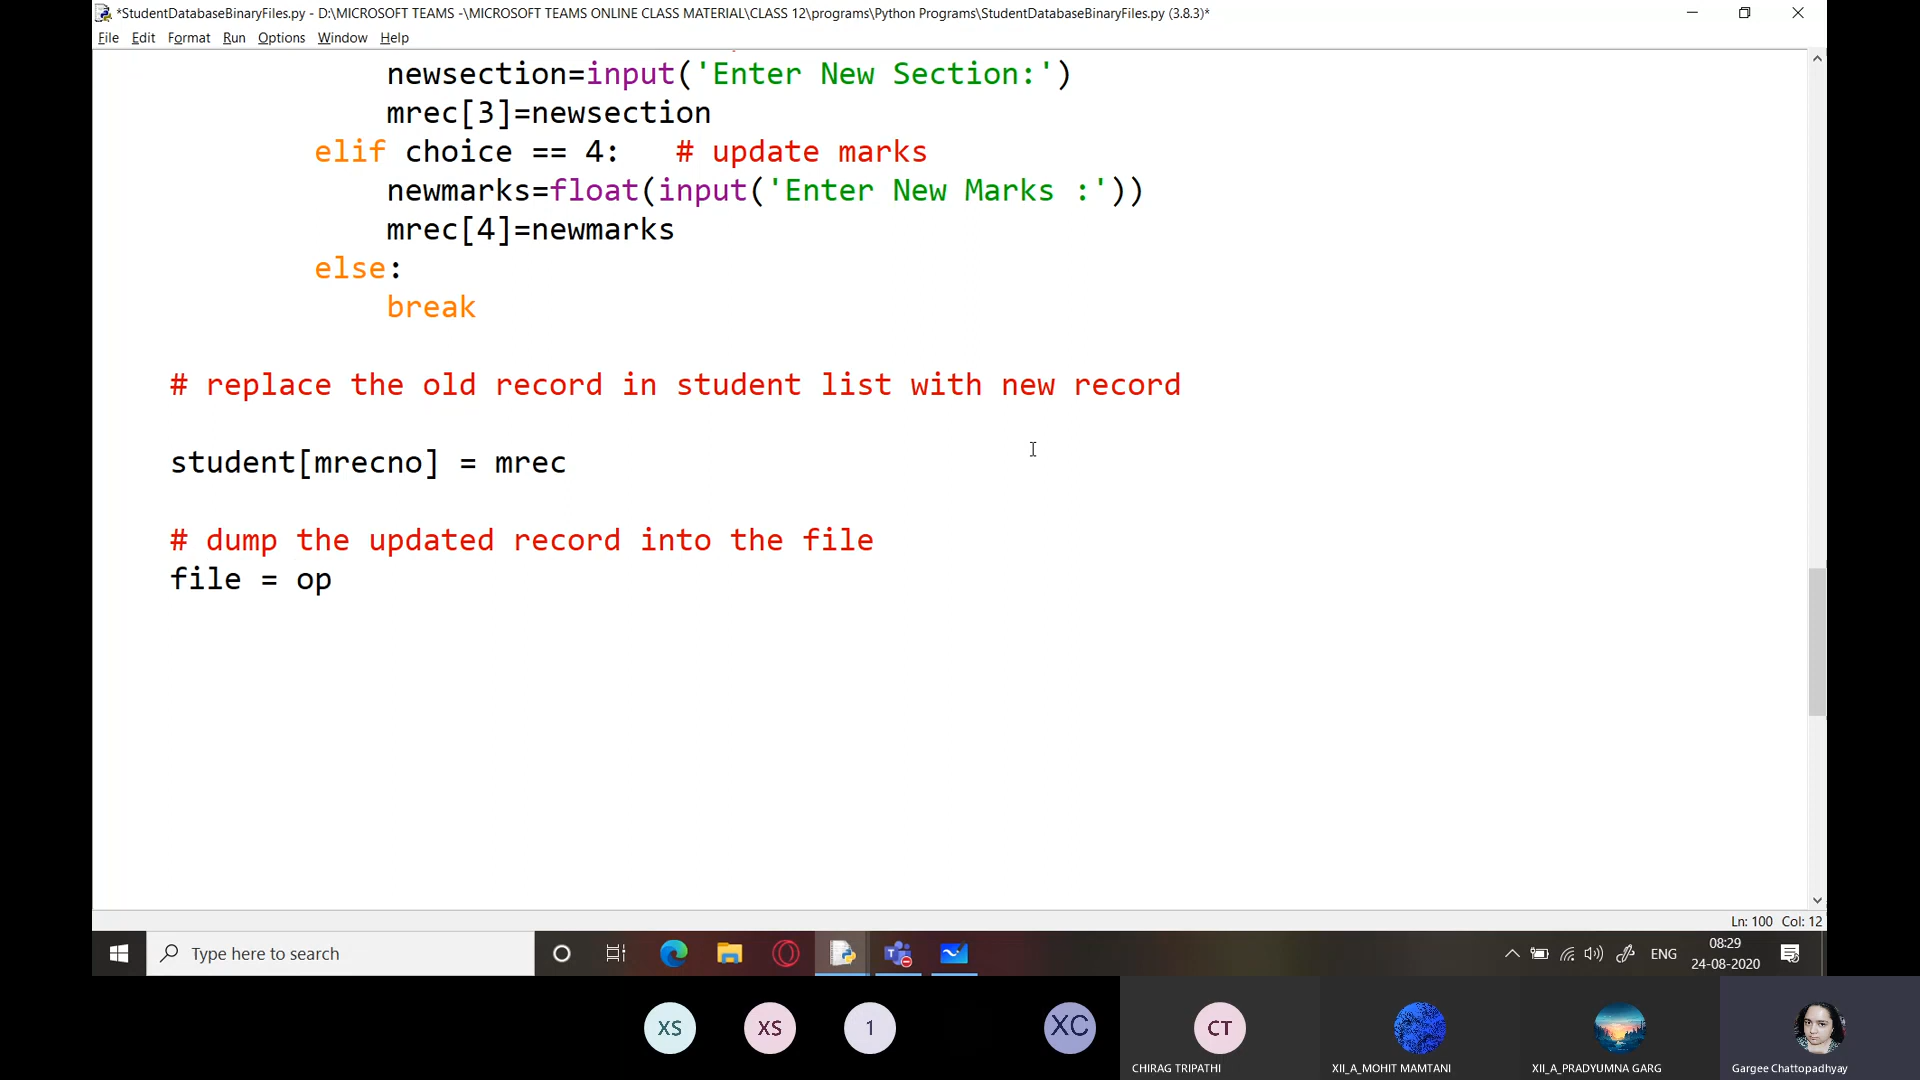 *StudentDatabaseBinaryFiles.py - D:\MICROSOFT TEAMS -\MICROSOFT TEAMS ONLINE CLASS MATERIAL\CLASS 12\programs\Python Programs\StudentDatabaseBinaryFiles.py (3.8.3)*
File Edit Format Run Options Window Help
newsection=input('Enter New Section:')
mrec[3]=newsection
elif choice == 4:   # update marks
newmarks=float(input('Enter New Marks :'))
mrec[4]=newmarks
else:
break
# replace the old record in student list with new record
student[mrecno] = mrec
# dump the updated record into the file
file = op
Ln: 100 Col: 12
Type here to search
ENG
08:29
24-08-2020
XS
XS
1
XC
CT
CHIRAG TRIPATHI
XII_A_MOHIT MAMTANI
XII_A_PRADYUMNA GARG
Gargee Chattopadhyay